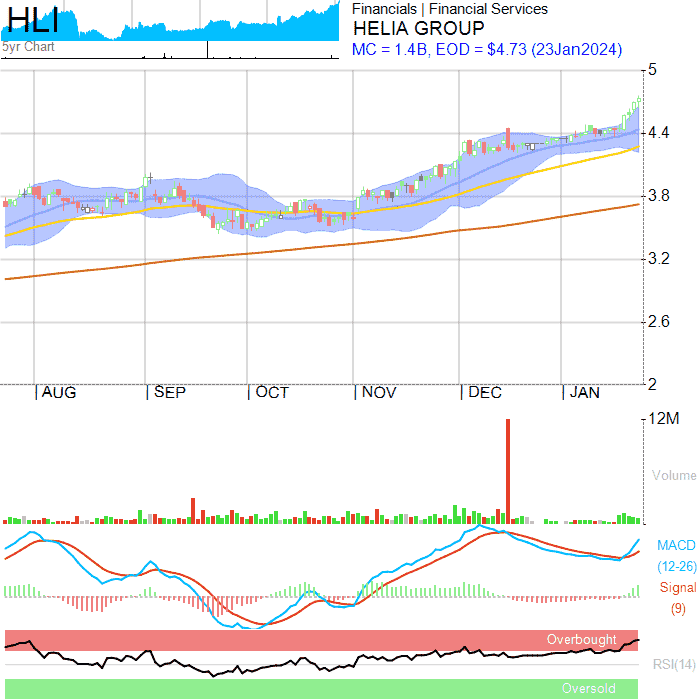 HLI
5yr Chart
Financials | Financial Services
HELIA GROUP
MC = 1.4B, EOD = $4.73 (23Jan2024)
5
4.4
3.8
3.2
2.6
2
|AUG |SEP |OCT |NOV |DEC |JAN
12M
Volume
MACD
(12-26)
Signal
(9)
Overbought
RSI(14)
Oversold